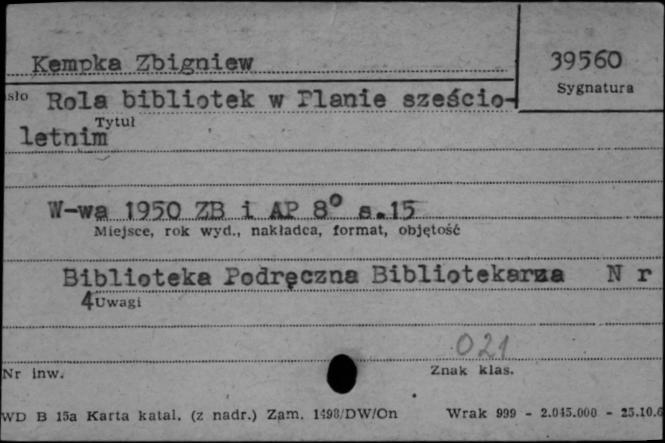 Kempka Zbigniew
39560
Sygnatura
sło Rola bibliotek w Planie sześcio-
Tytuł
letnim
W-wa 1950 ZB i AP 8° s.15
Miejsce, rok wyd., nakładca, format, objętość
Biblioteka Podręczna Bibliotekarza N r
4
Uwagi
021
Nr inw.
Znak klas.
WD B 15a Karta katal. (z nadr.) Zam. 1498/DW/On Wrak 999 - 2.045.000 - 25.10.6